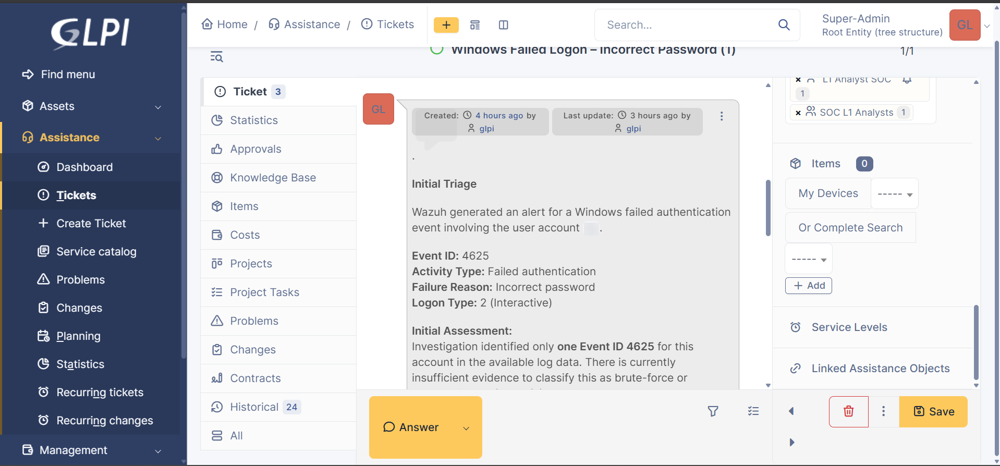 GLPI
Find menu
Assets
Assistance
Dashboard
Tickets
Create Ticket
Service catalog
Problems
Changes
Planning
Statistics
Recurring tickets
Recurring changes
Management
Home / Assistance / Tickets
Search...
Super-Admin
Root Entity (tree structure)
GL
Windows Failed Logon – Incorrect Password (1)
1/1
Ticket 3
Statistics
Approvals
Knowledge Base
Items
Costs
Projects
Project Tasks
Problems
Changes
Contracts
Historical 24
All
GL
Created: 4 hours ago by
glpi
Last update: 3 hours ago by
glpi
.
Initial Triage
Wazuh generated an alert for a Windows failed authentication
event involving the user account .
Event ID: 4625
Activity Type: Failed authentication
Failure Reason: Incorrect password
Logon Type: 2 (Interactive)
Initial Assessment:
Investigation identified only one Event ID 4625 for this
account in the available log data. There is currently
insufficient evidence to classify this as brute-force or
Answer
L1 Analyst SOC
1
SOC L1 Analysts 1
Items 0
My Devices -----
Or Complete Search
-----
+ Add
Service Levels
Linked Assistance Objects
Save